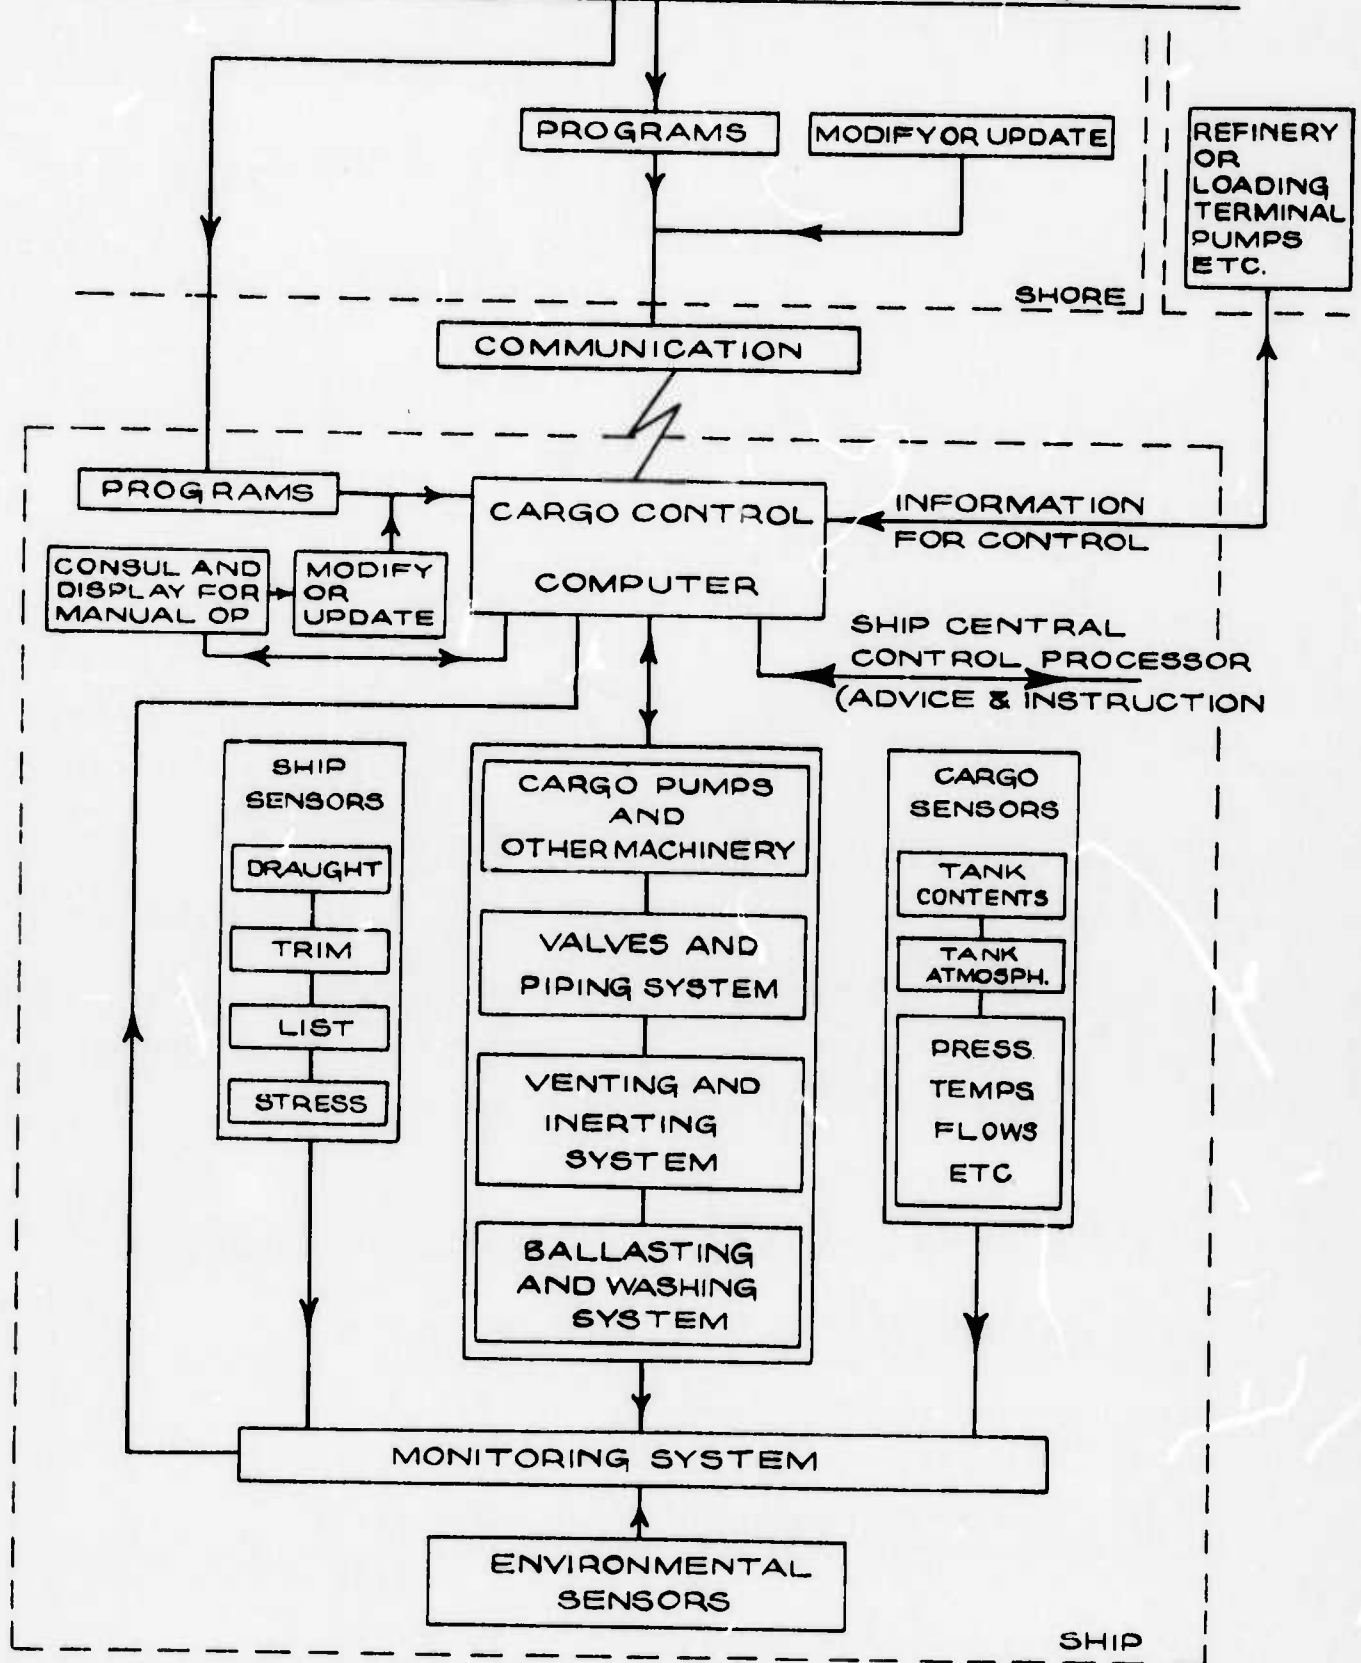 PROGRAMS
MODIFY OR UPDATE
REFINERY
OR
LOADING
TERMINAL
PUMPS
ETC.
SHORE
COMMUNICATION
PROGRAMS
CARGO CONTROL
COMPUTER
INFORMATION
FOR CONTROL
CONSUL AND
DISPLAY FOR
MANUAL OP
MODIFY
OR
UPDATE
SHIP CENTRAL
CONTROL PROCESSOR
(ADVICE & INSTRUCTION
SHIP
SENSORS
DRAUGHT
TRIM
LIST
STRESS
CARGO PUMPS
AND
OTHER MACHINERY
VALVES AND
PIPING SYSTEM
VENTING AND
INERTING
SYSTEM
BALLASTING
AND WASHING
SYSTEM
CARGO
SENSORS
TANK
CONTENTS
TANK
ATMOSPH.
PRESS
TEMPS
FLOWS
ETC
MONITORING SYSTEM
ENVIRONMENTAL
SENSORS
SHIP